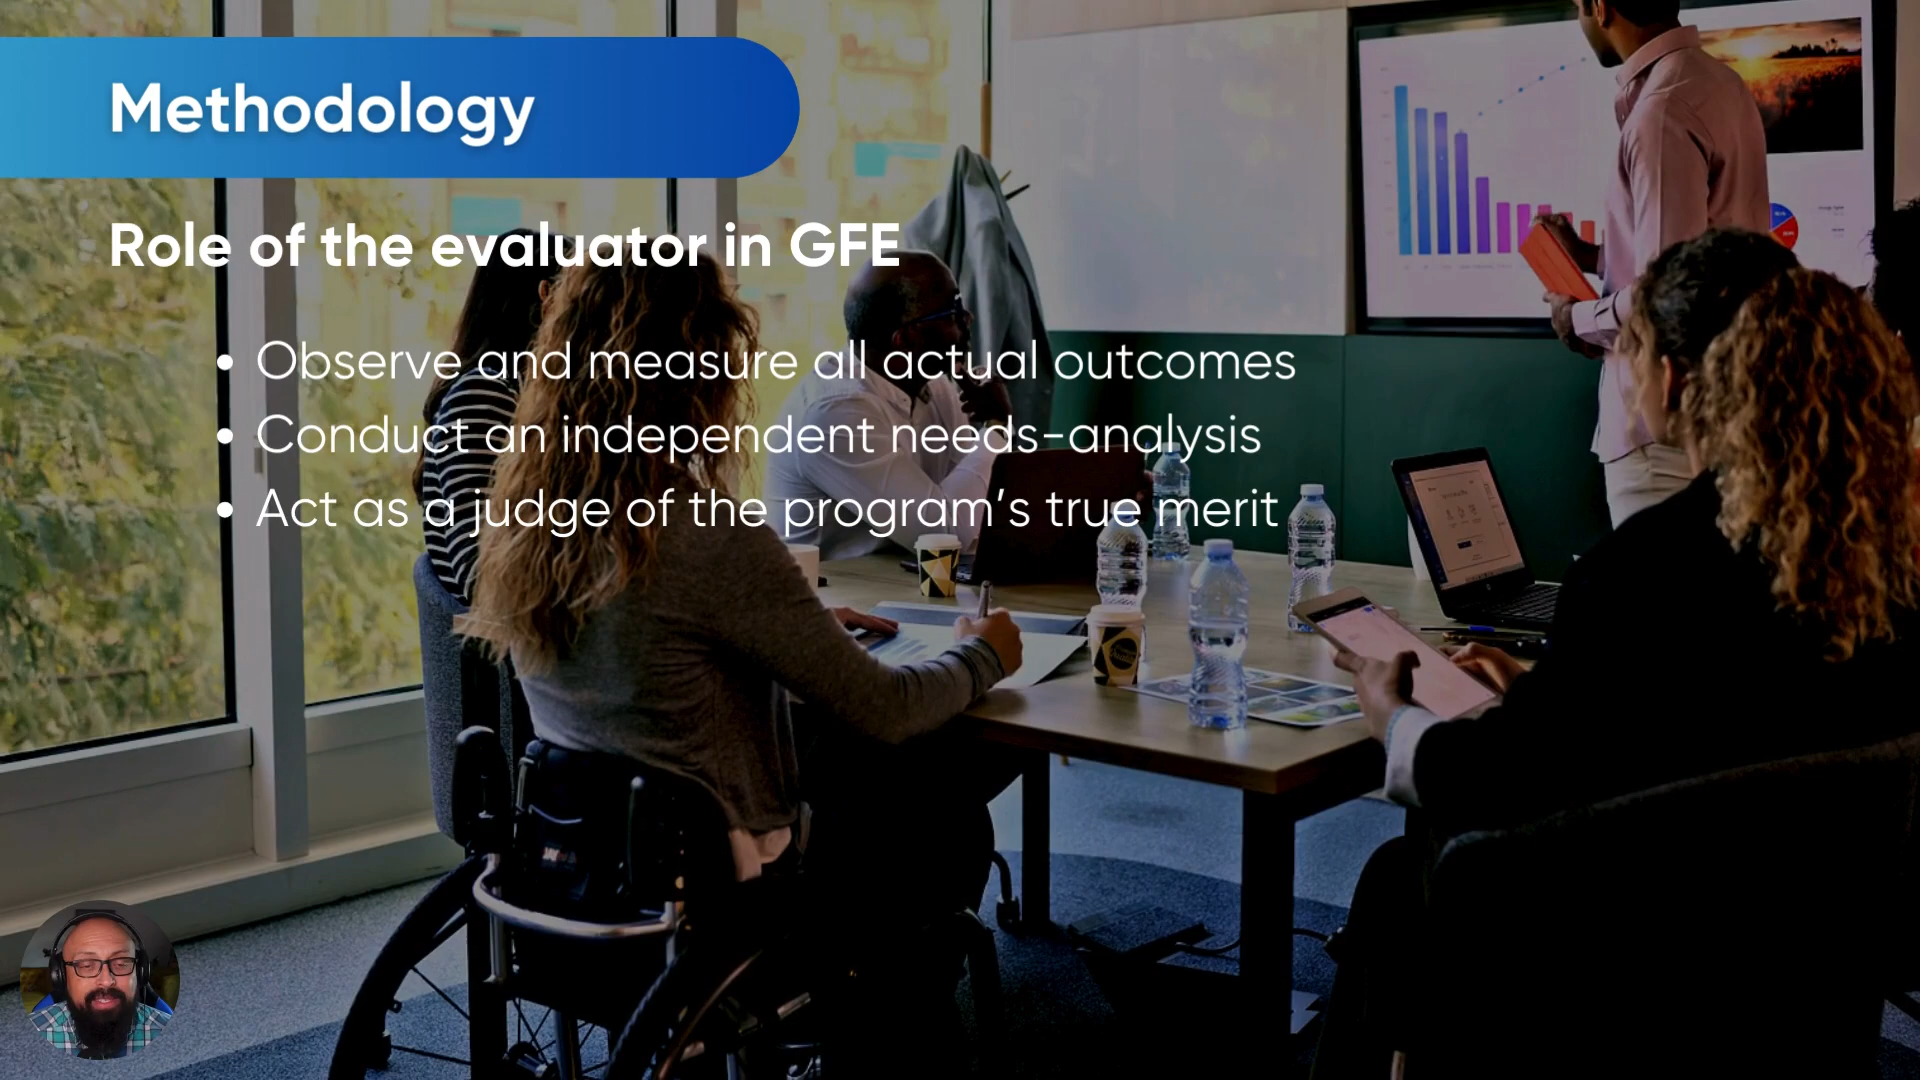 Methodology
Role of the evaluator in GFE
• Observe and measure all actual outcomes
• Conduct an independent needs-analysis
• Act as a judge of the program's true merit